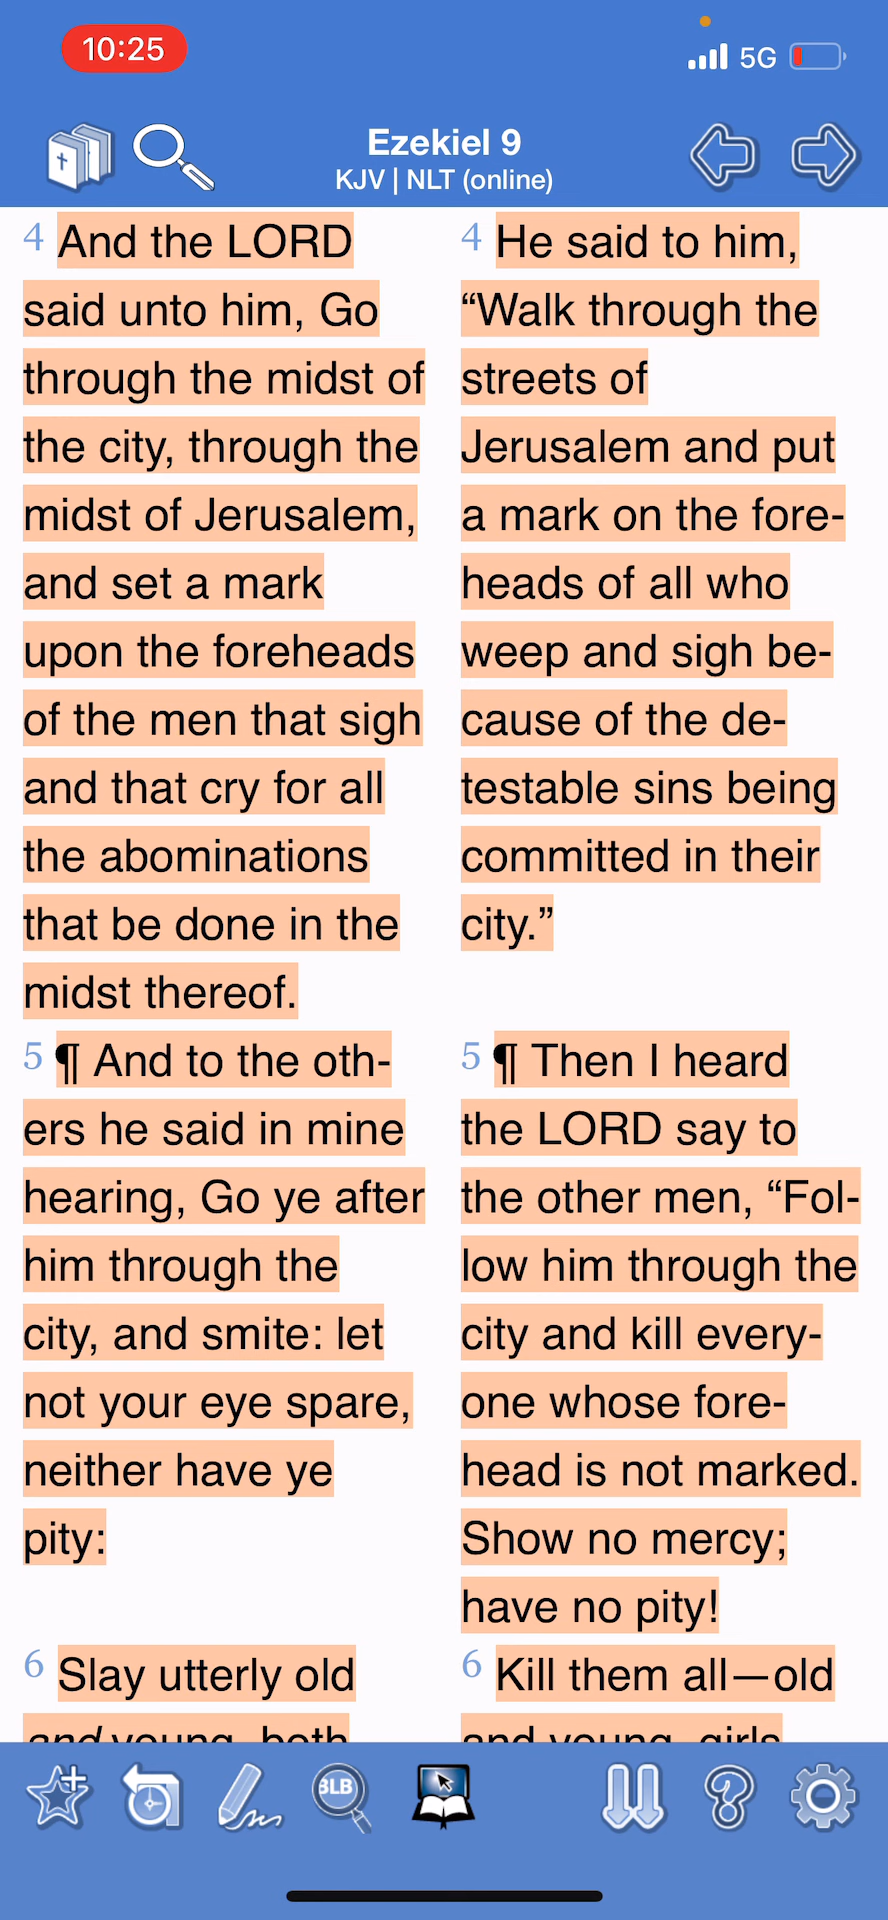 10:25
5G
Ezekiel 9
KJV | NLT (online)
4 And the LORD
said unto him, Go
through the midst of
the city, through the
midst of Jerusalem,
and set a mark
upon the foreheads
of the men that sigh
and that cry for all
the abominations
that be done in the
midst thereof.
5 ¶ And to the oth-
ers he said in mine
hearing, Go ye after
him through the
city, and smite: let
not your eye spare,
neither have ye
pity:
6 Slay utterly old
and young, both
4 He said to him,
“Walk through the
streets of
Jerusalem and put
a mark on the fore-
heads of all who
weep and sigh be-
cause of the de-
testable sins being
committed in their
city.”
5 ¶ Then I heard
the LORD say to
the other men, “Fol-
low him through the
city and kill every-
one whose fore-
head is not marked.
Show no mercy;
have no pity!
6 Kill them all—old
and young, girls
BLB